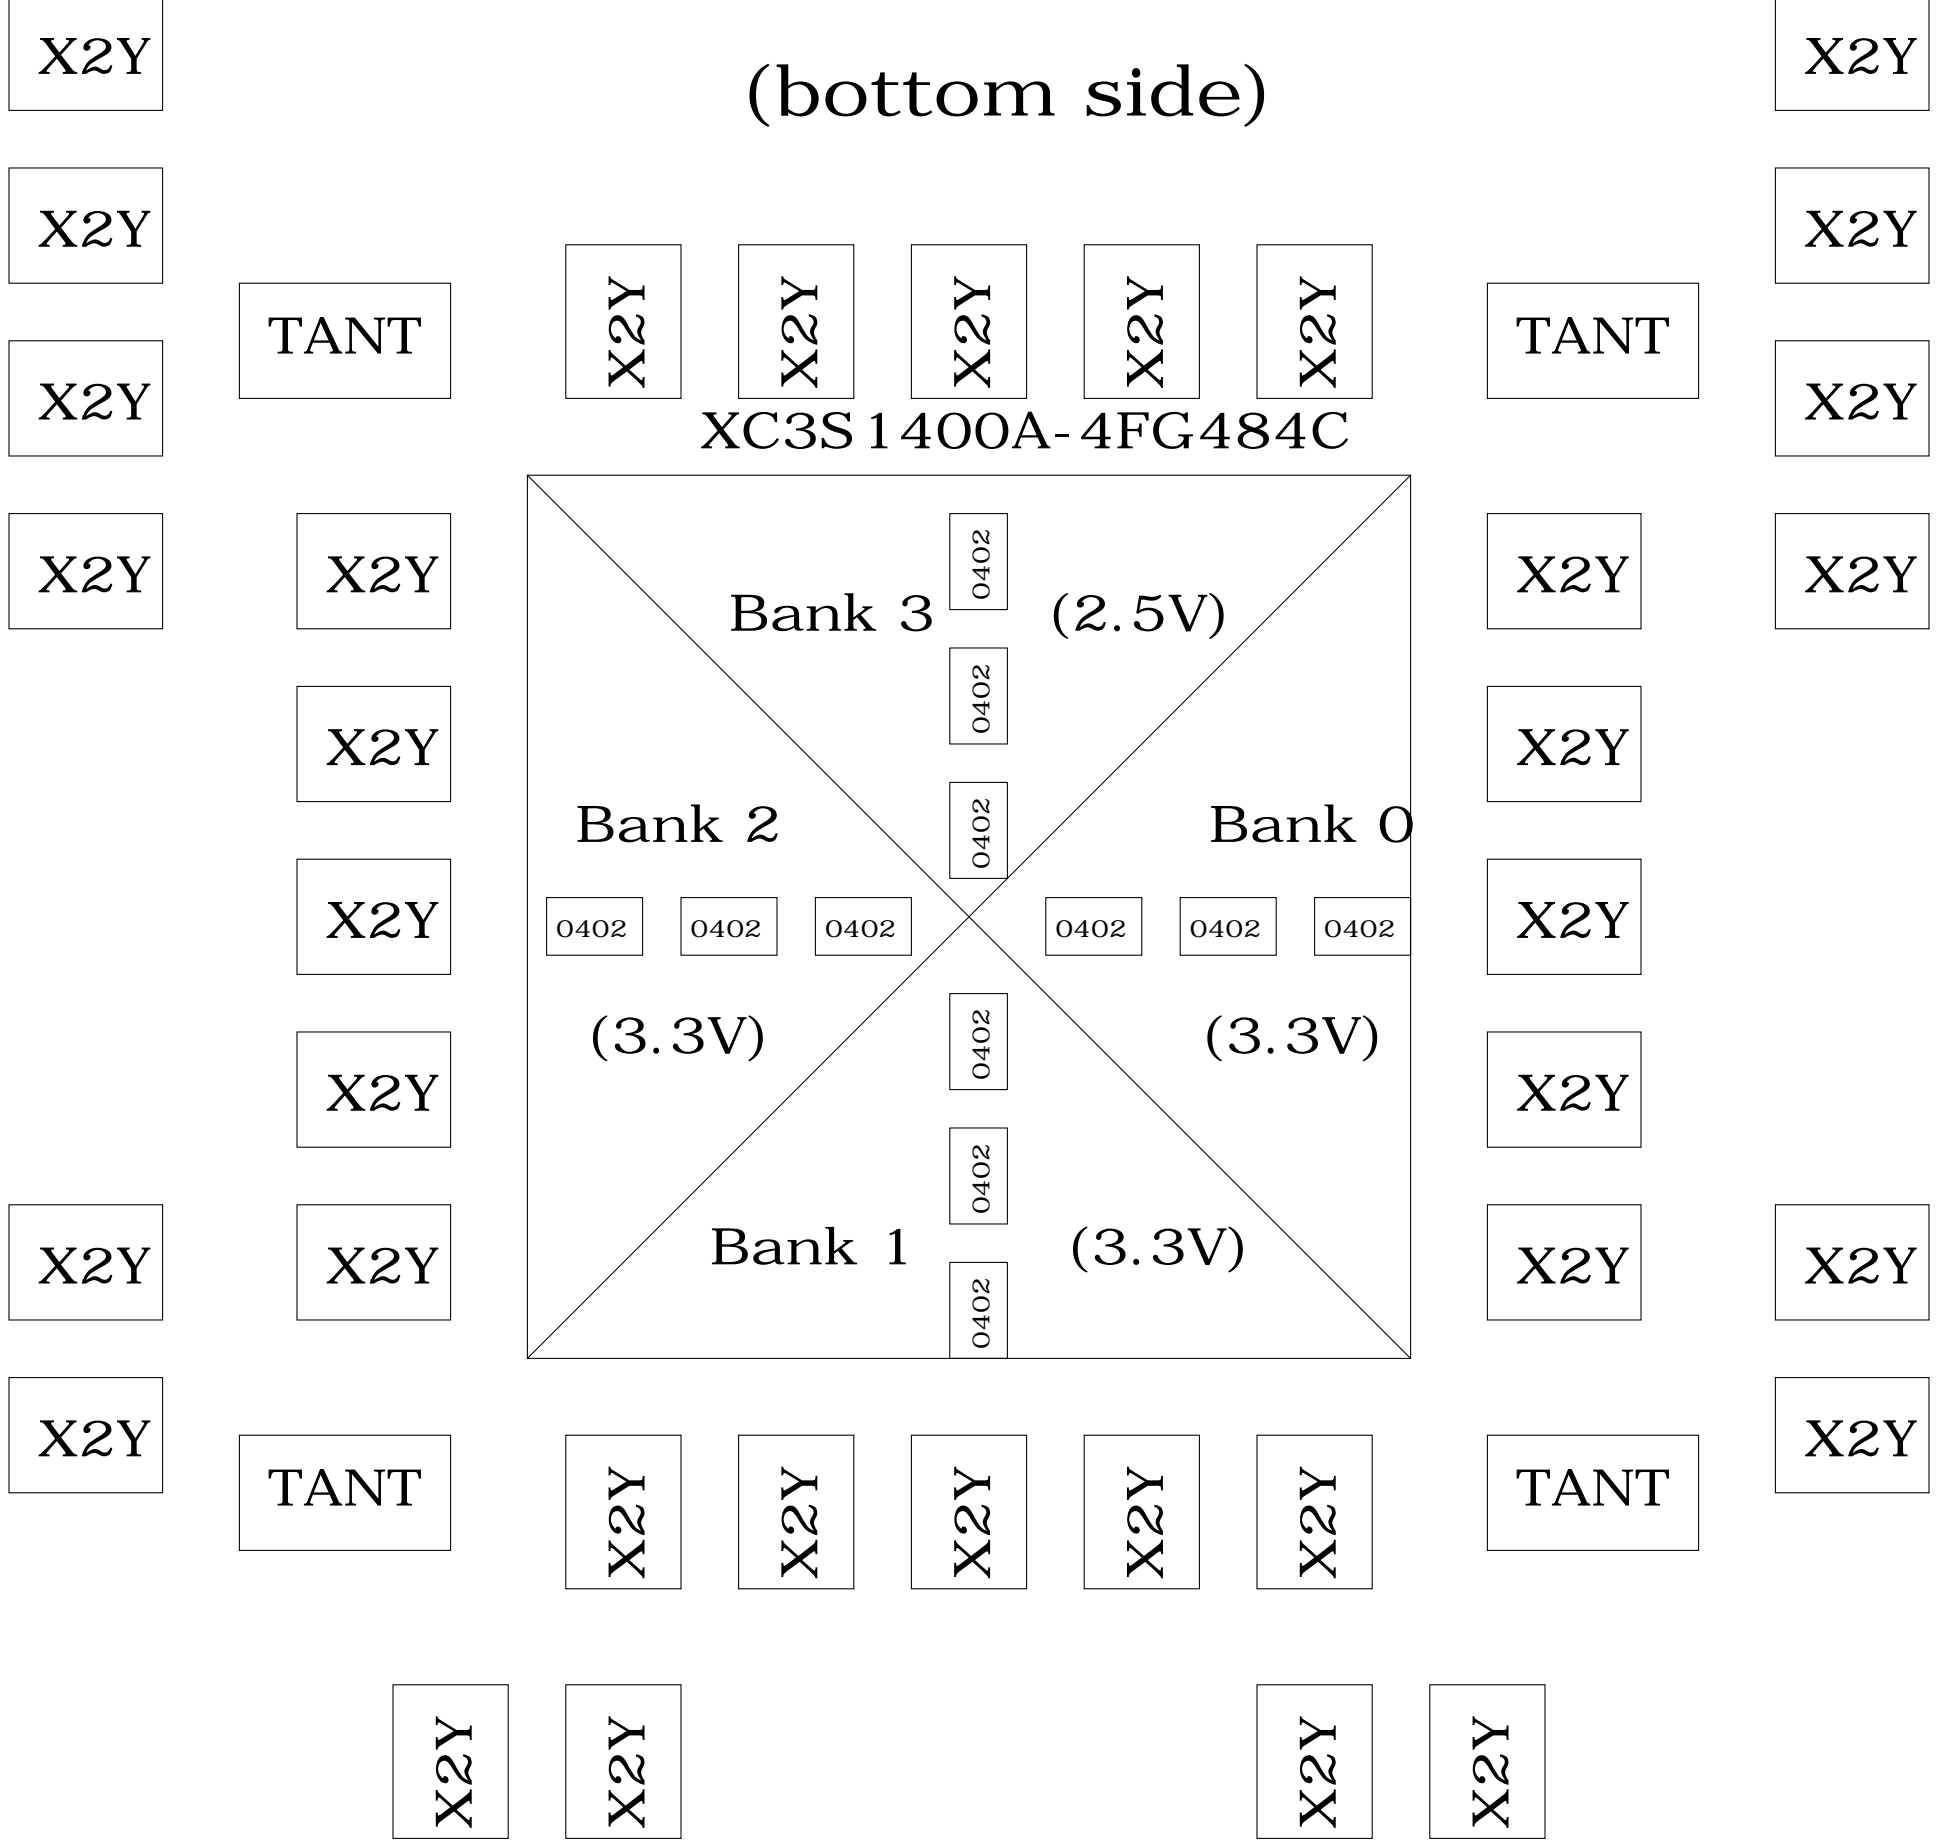 X2Y X2Y
(bottom side)
X2Y X2Y
X2Y X2Y X2Y X2Y X2Y
TANT TANT
X2Y X2Y
XC3S1400A-4FG484C
0402
X2Y X2Y X2Y X2Y
Bank 3 (2.5V)
0402
X2Y X2Y
Bank 2 0402 Bank 0
X2Y 0402 0402 0402 0402 0402 0402 X2Y
(3.3V) 0402 (3.3V)
X2Y X2Y
0402
Bank 1 (3.3V)
X2Y X2Y X2Y X2Y
0402
X2Y X2Y
TANT TANT
X2Y X2Y X2Y X2Y X2Y
X2Y X2Y X2Y X2Y